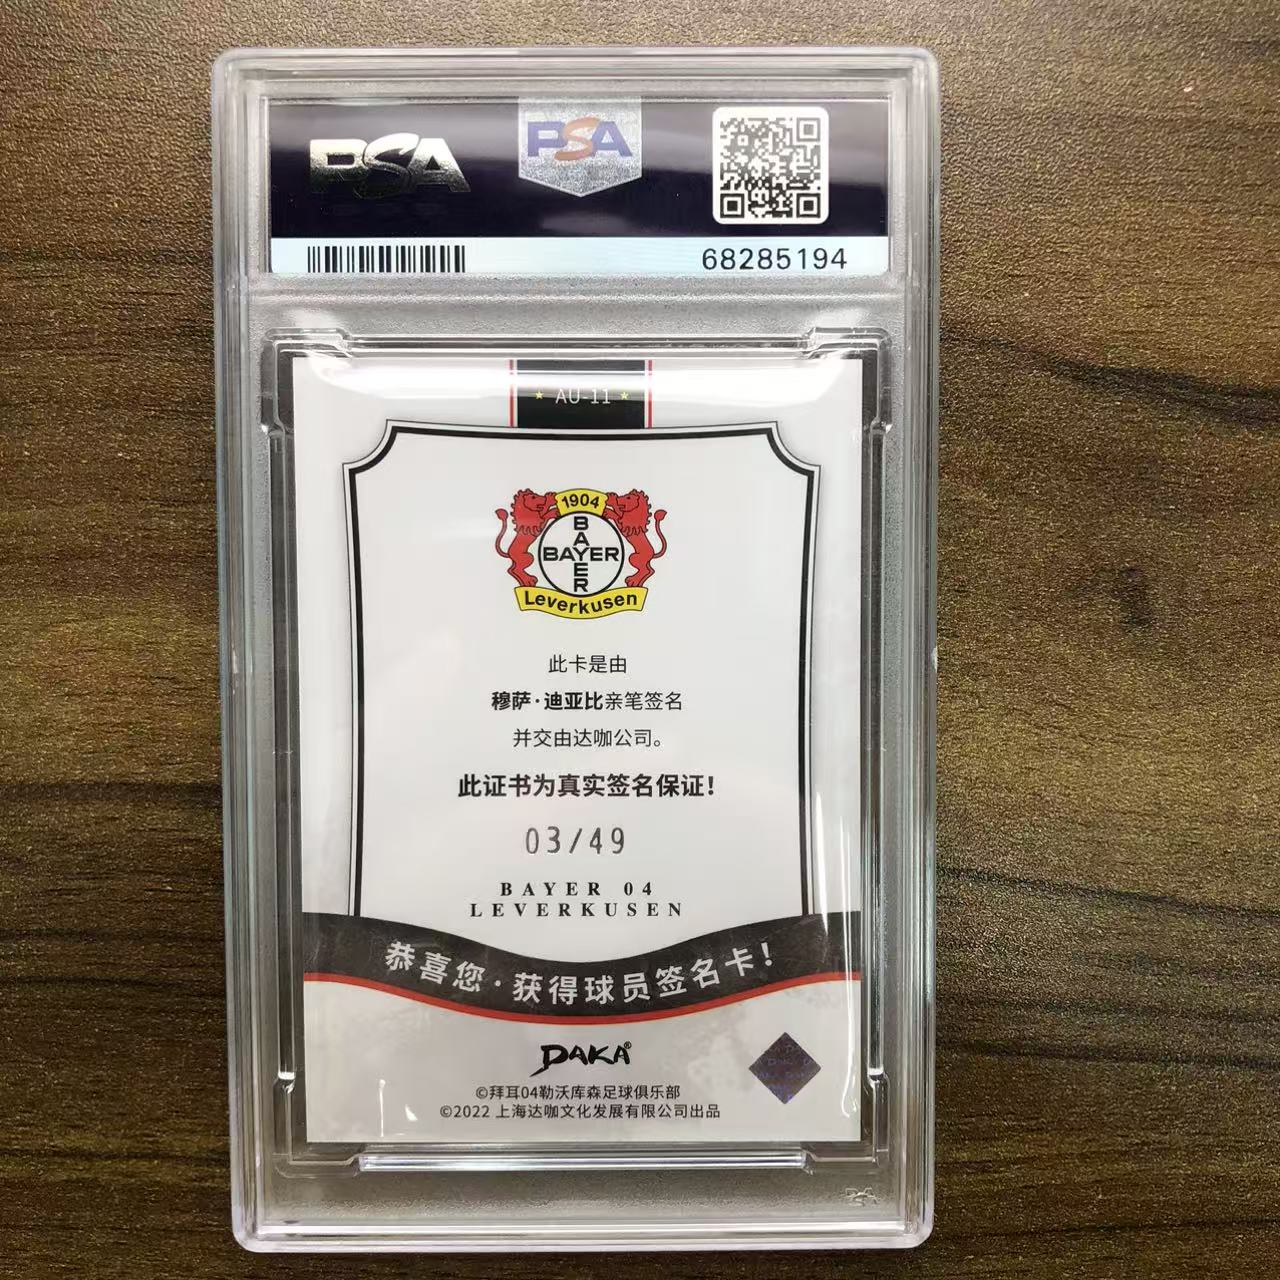 PSA
PSA
68285194
AU-11
1904
BAYER
BAYER
Leverkusen
此卡是由
穆萨·迪亚比亲笔签名
并交由达咖公司。
此证书为真实签名保证！
03/49
BAYER 04
LEVERKUSEN
恭喜您·获得球员签名卡！
DAKA®
©拜耳04勒沃库森足球俱乐部
©2022 上海达咖文化发展有限公司出品